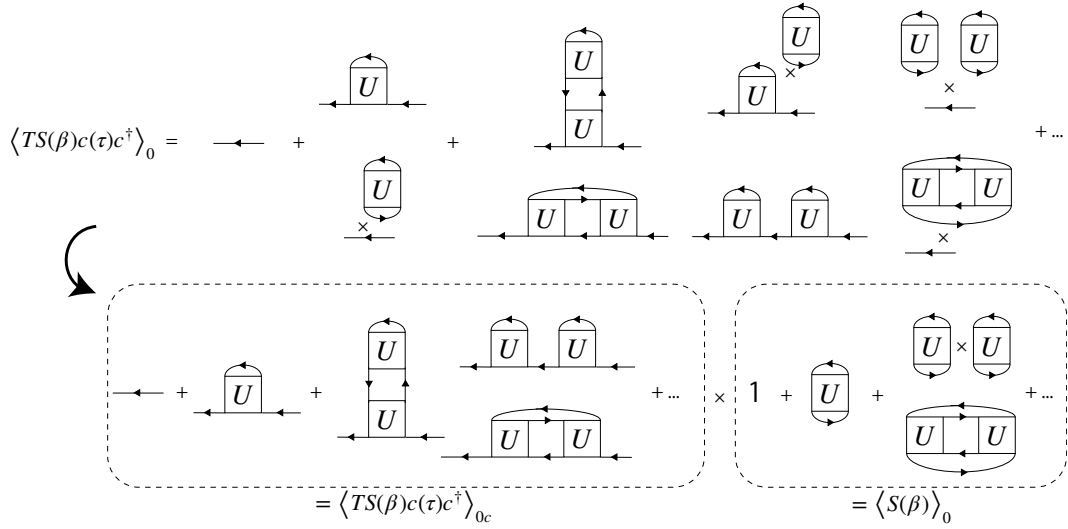 U U U U U
⟨TS(β)c(τ)c†⟩₀ = + U + U U × × + ...
U U U U U U U
× ×
U U U U U × U
+ U + U U U + ... × 1 + U + U U + ...
= ⟨TS(β)c(τ)c†⟩₀c = ⟨S(β)⟩₀